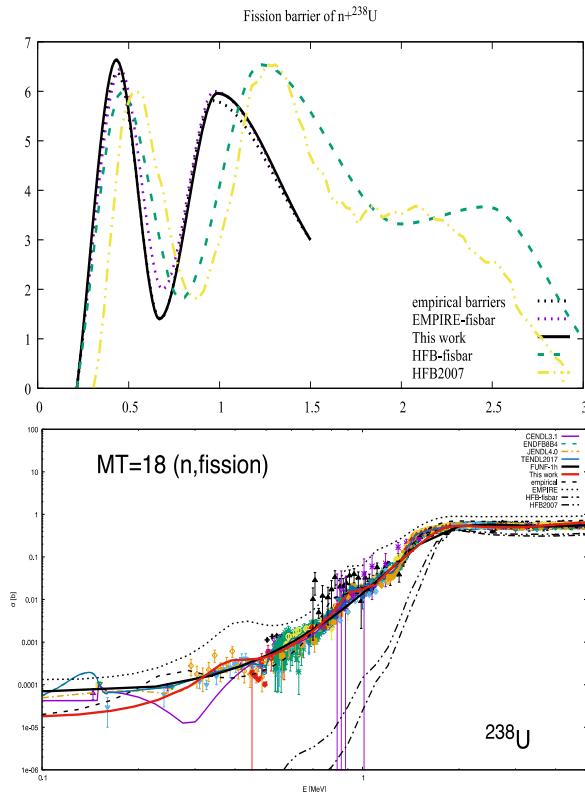 Fission barrier of n+²³⁸U
7
6
5
4
3
2
1
0
empirical barriers
EMPIRE-fisbar
This work
HFB-fisbar
HFB2007
0 0.5 1 1.5 2 2.5 3
MT=18 (n,fission)
CENDL3.1
ENDFB8B4
JENDL4.0
TENDL2017
FUNF-1h
This work
empirical
EMPIRE
HFB-fisbar
HFB2007
100
10
1
0.1
0.01
0.001
0.0001
1e-05
1e-06
σ [b]
²³⁸U
0.1 1
E [MeV]